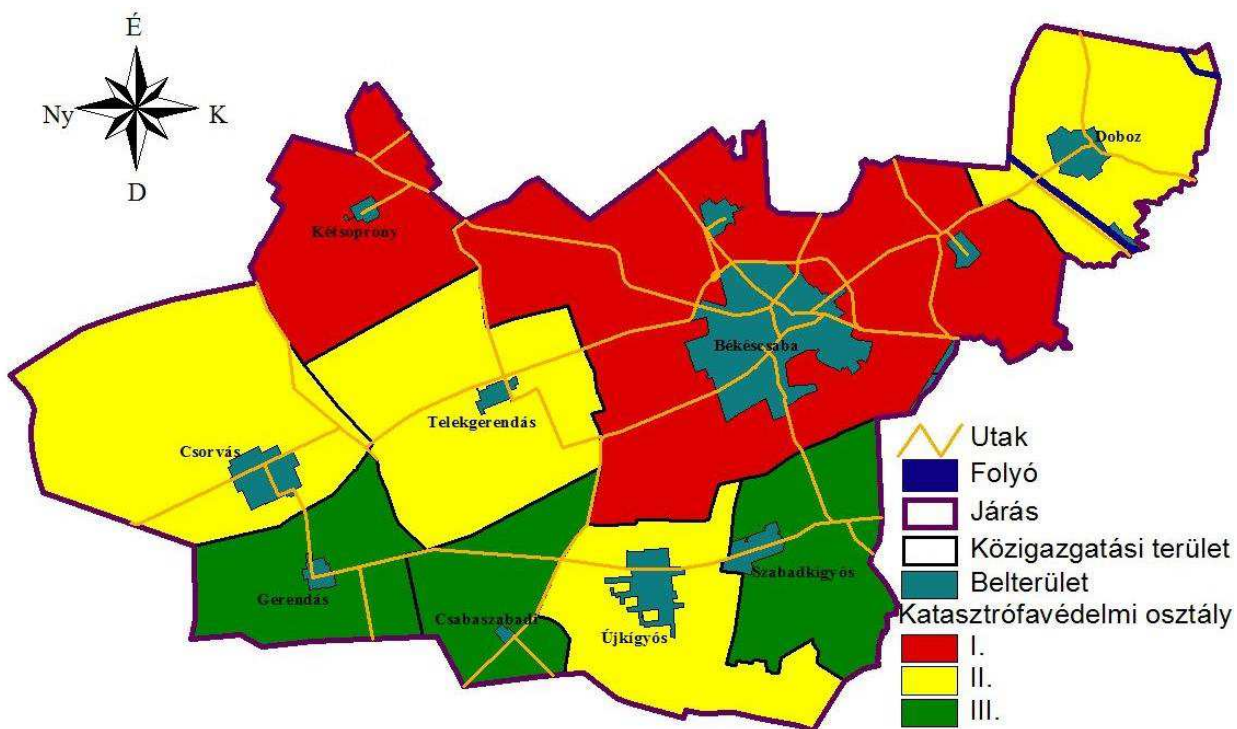 É
Ny
K
D
Doboz
Kétsoprony
Békéscsaba
Telekgerendás
Csorvás
Szabadkígyós
Gerendás
Csabaszabadi
Újkígyós
Utak
Folyó
Járás
Közigazgatási terület
Belterület
Katasztrófavédelmi osztály
I.
II.
III.